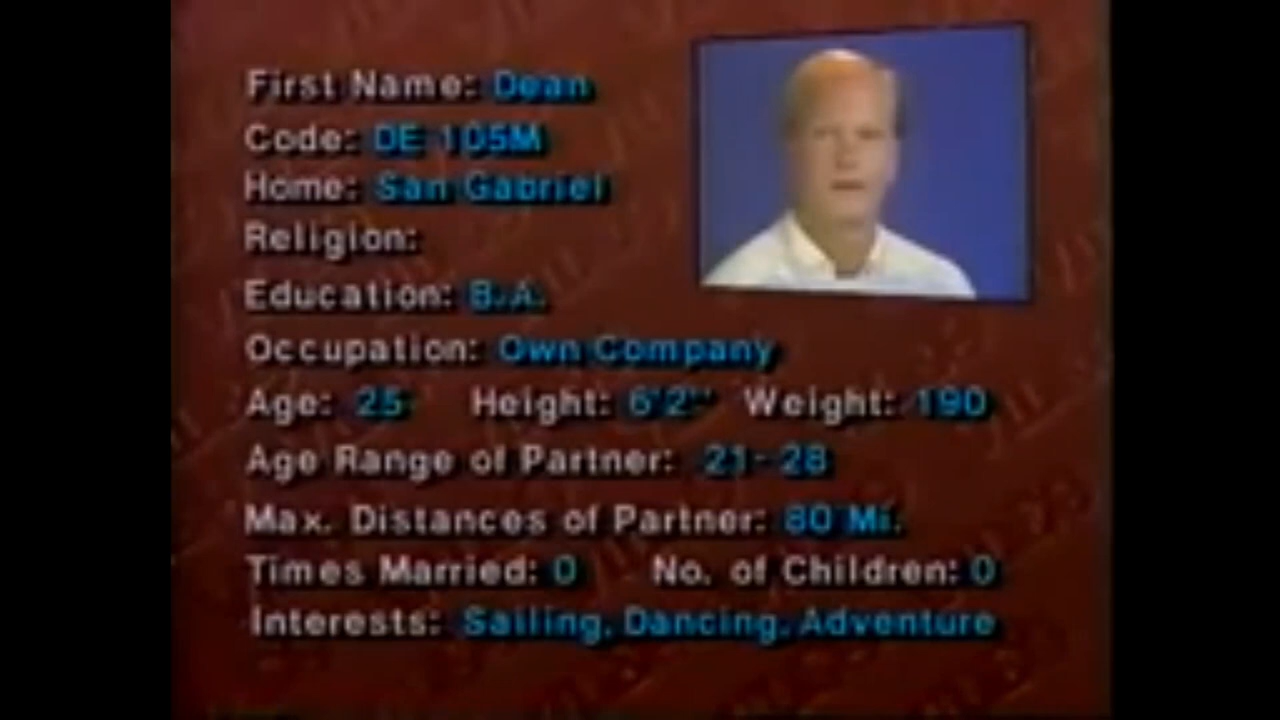 First Name: Dean
Code: DE 105M
Home: San Gabriel
Religion:
Education: B.A.
Occupation: Own Company
Age: 25 Height: 6'2" Weight: 190
Age Range of Partner: 21-28
Max. Distances of Partner: 80 Mi.
Times Married: 0 No. of Children: 0
Interests: Sailing, Dancing, Adventure